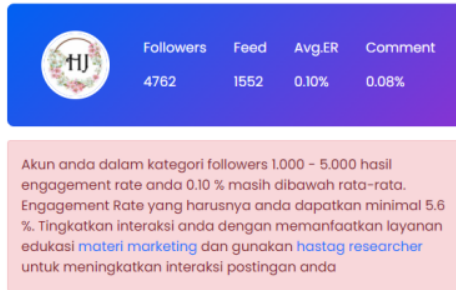 Followers Feed Avg.ER Comment
HJ
4762 1552 0.10% 0.08%
Akun anda dalam kategori followers 1.000 - 5.000 hasil
engagement rate anda 0.10 % masih dibawah rata-rata.
Engagement Rate yang harusnya anda dapatkan minimal 5.6
%. Tingkatkan interaksi anda dengan memanfaatkan layanan
edukasi materi marketing dan gunakan hastag researcher
untuk meningkatkan interaksi postingan anda